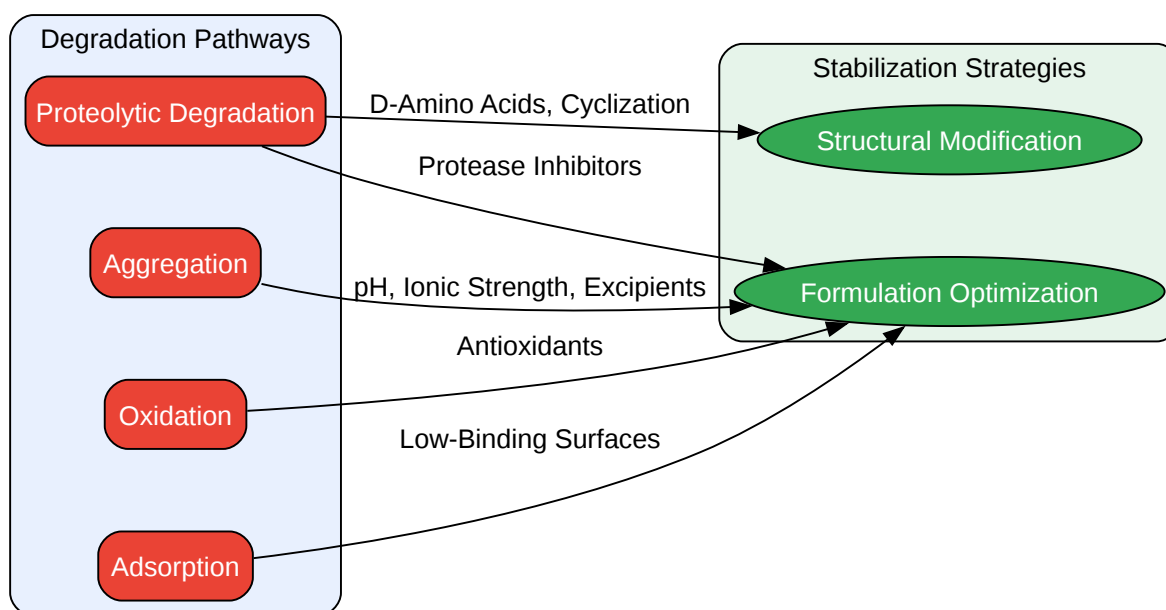 Degradation Pathways
Proteolytic Degradation
Aggregation
Oxidation
Adsorption
D-Amino Acids, Cyclization
Protease Inhibitors
pH, Ionic Strength, Excipients
Antioxidants
Low-Binding Surfaces
Stabilization Strategies
Structural Modification
Formulation Optimization